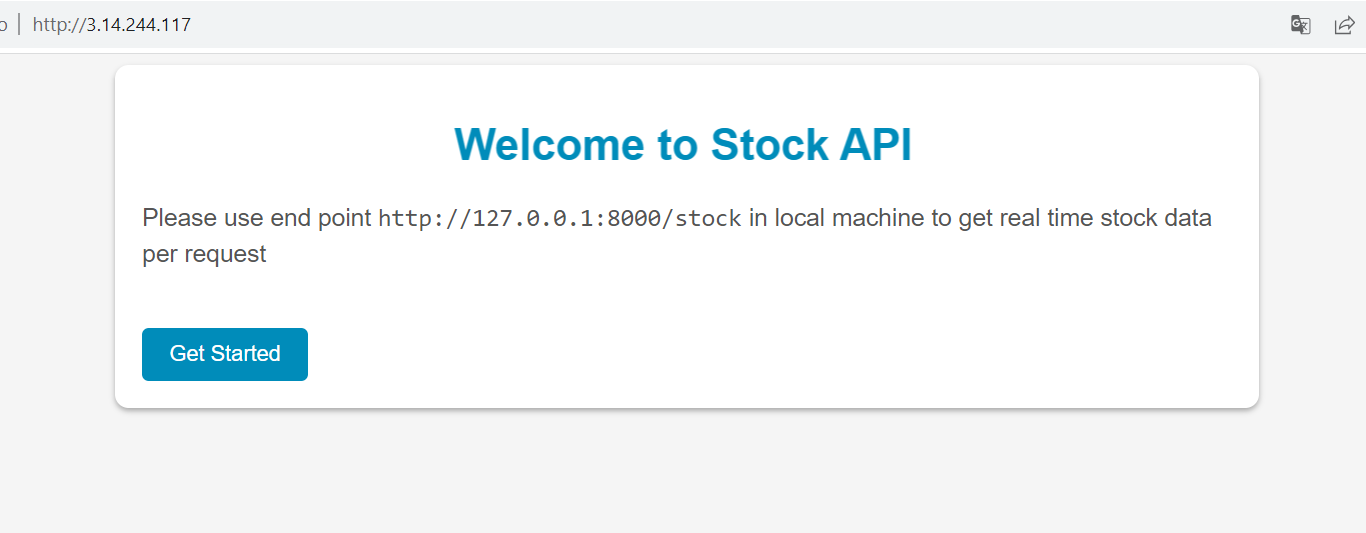 http://3.14.244.117
Welcome to Stock API
Please use end point http://127.0.0.1:8000/stock in local machine to get real time stock data
per request
Get Started